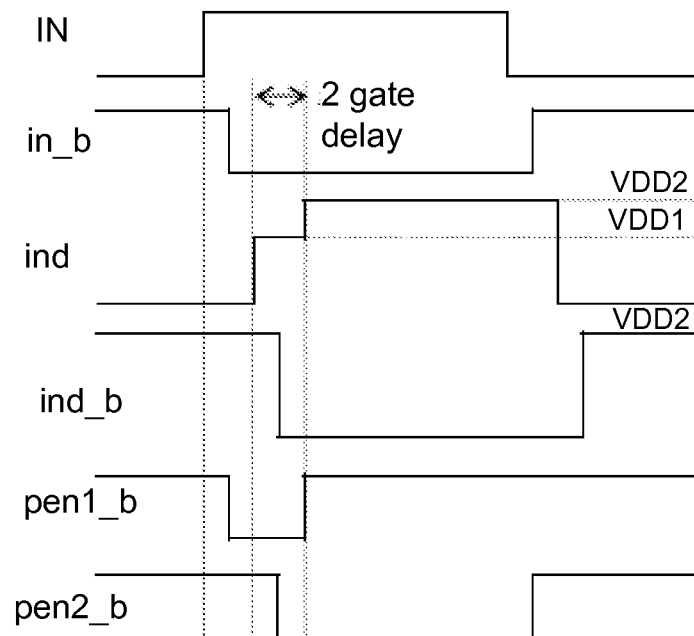 IN
2 gate
delay
in_b
VDD2
VDD1
ind
VDD2
ind_b
pen1_b
pen2_b